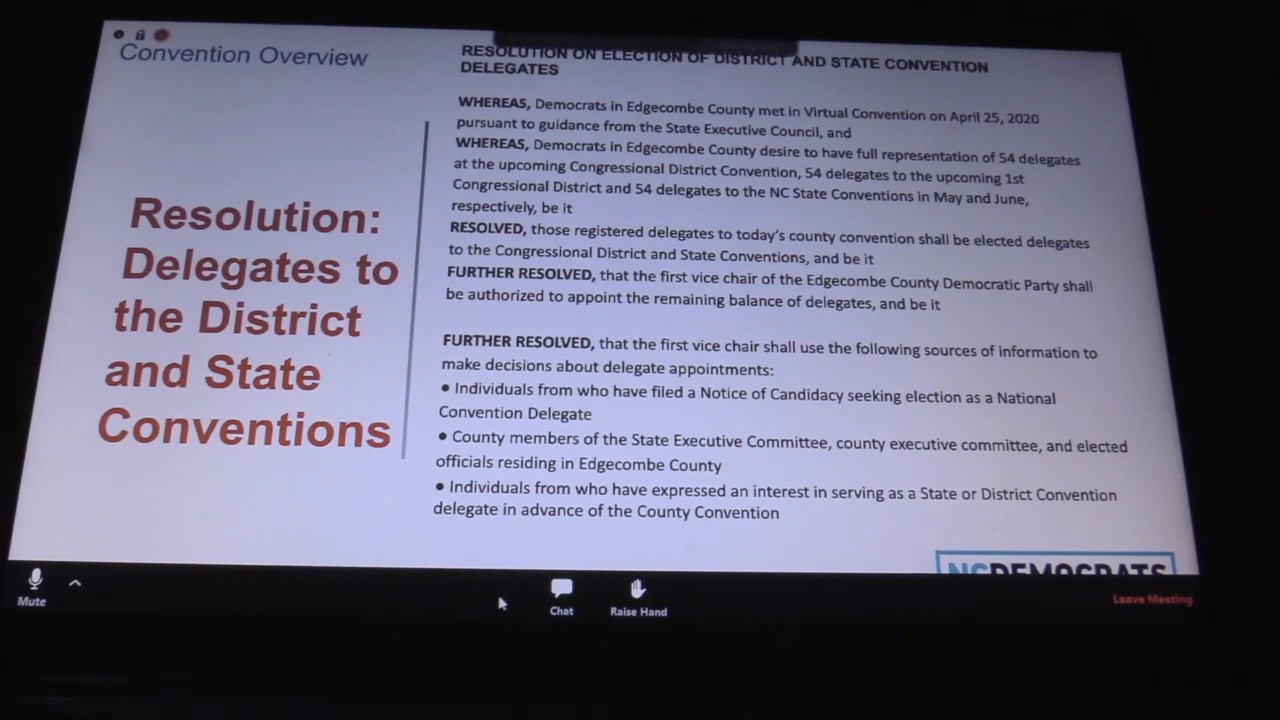 Convention Overview
Resolution:
Delegates to
the District
and State
Conventions
RESOLUTION ON ELECTION OF DISTRICT AND STATE CONVENTION
DELEGATES
WHEREAS, Democrats in Edgecombe County met in Virtual Convention on April 25, 2020
pursuant to guidance from the State Executive Council, and
WHEREAS, Democrats in Edgecombe County desire to have full representation of 54 delegates
at the upcoming Congressional District Convention, 54 delegates to the upcoming 1st
Congressional District and 54 delegates to the NC State Conventions in May and June,
respectively, be it
RESOLVED, those registered delegates to today's county convention shall be elected delegates
to the Congressional District and State Conventions, and be it
FURTHER RESOLVED, that the first vice chair of the Edgecombe County Democratic Party shall
be authorized to appoint the remaining balance of delegates, and be it
FURTHER RESOLVED, that the first vice chair shall use the following sources of information to
make decisions about delegate appointments:
● Individuals from who have filed a Notice of Candidacy seeking election as a National
Convention Delegate
● County members of the State Executive Committee, county executive committee, and elected
officials residing in Edgecombe County
● Individuals from who have expressed an interest in serving as a State or District Convention
delegate in advance of the County Convention
NCDEMOCRATS
Mute
Chat
Raise Hand
Leave Meeting